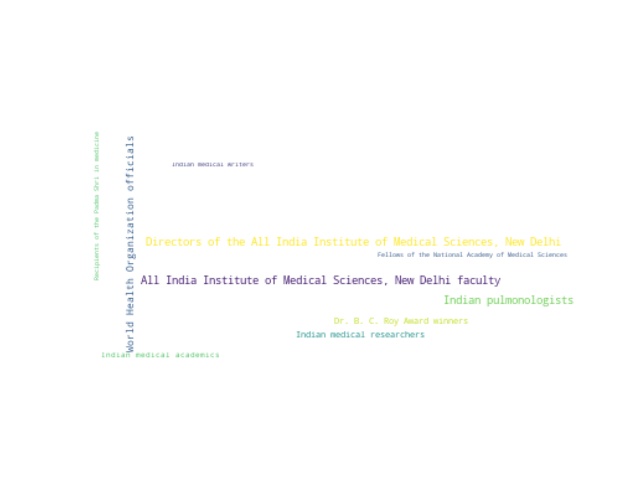 Recipients of the Padma Shri in medicine
World Health Organization officials
Indian medical writers
Directors of the All India Institute of Medical Sciences, New Delhi
Fellows of the National Academy of Medical Sciences
All India Institute of Medical Sciences, New Delhi faculty
Indian pulmonologists
Dr. B. C. Roy Award winners
Indian medical researchers
Indian medical academics